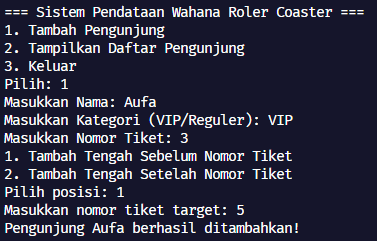 === Sistem Pendataan Wahana Roler Coaster ===
1. Tambah Pengunjung
2. Tampilkan Daftar Pengunjung
3. Keluar
Pilih: 1
Masukkan Nama: Aufa
Masukkan Kategori (VIP/Reguler): VIP
Masukkan Nomor Tiket: 3
1. Tambah Tengah Sebelum Nomor Tiket
2. Tambah Tengah Setelah Nomor Tiket
Pilih posisi: 1
Masukkan nomor tiket target: 5
Pengunjung Aufa berhasil ditambahkan!